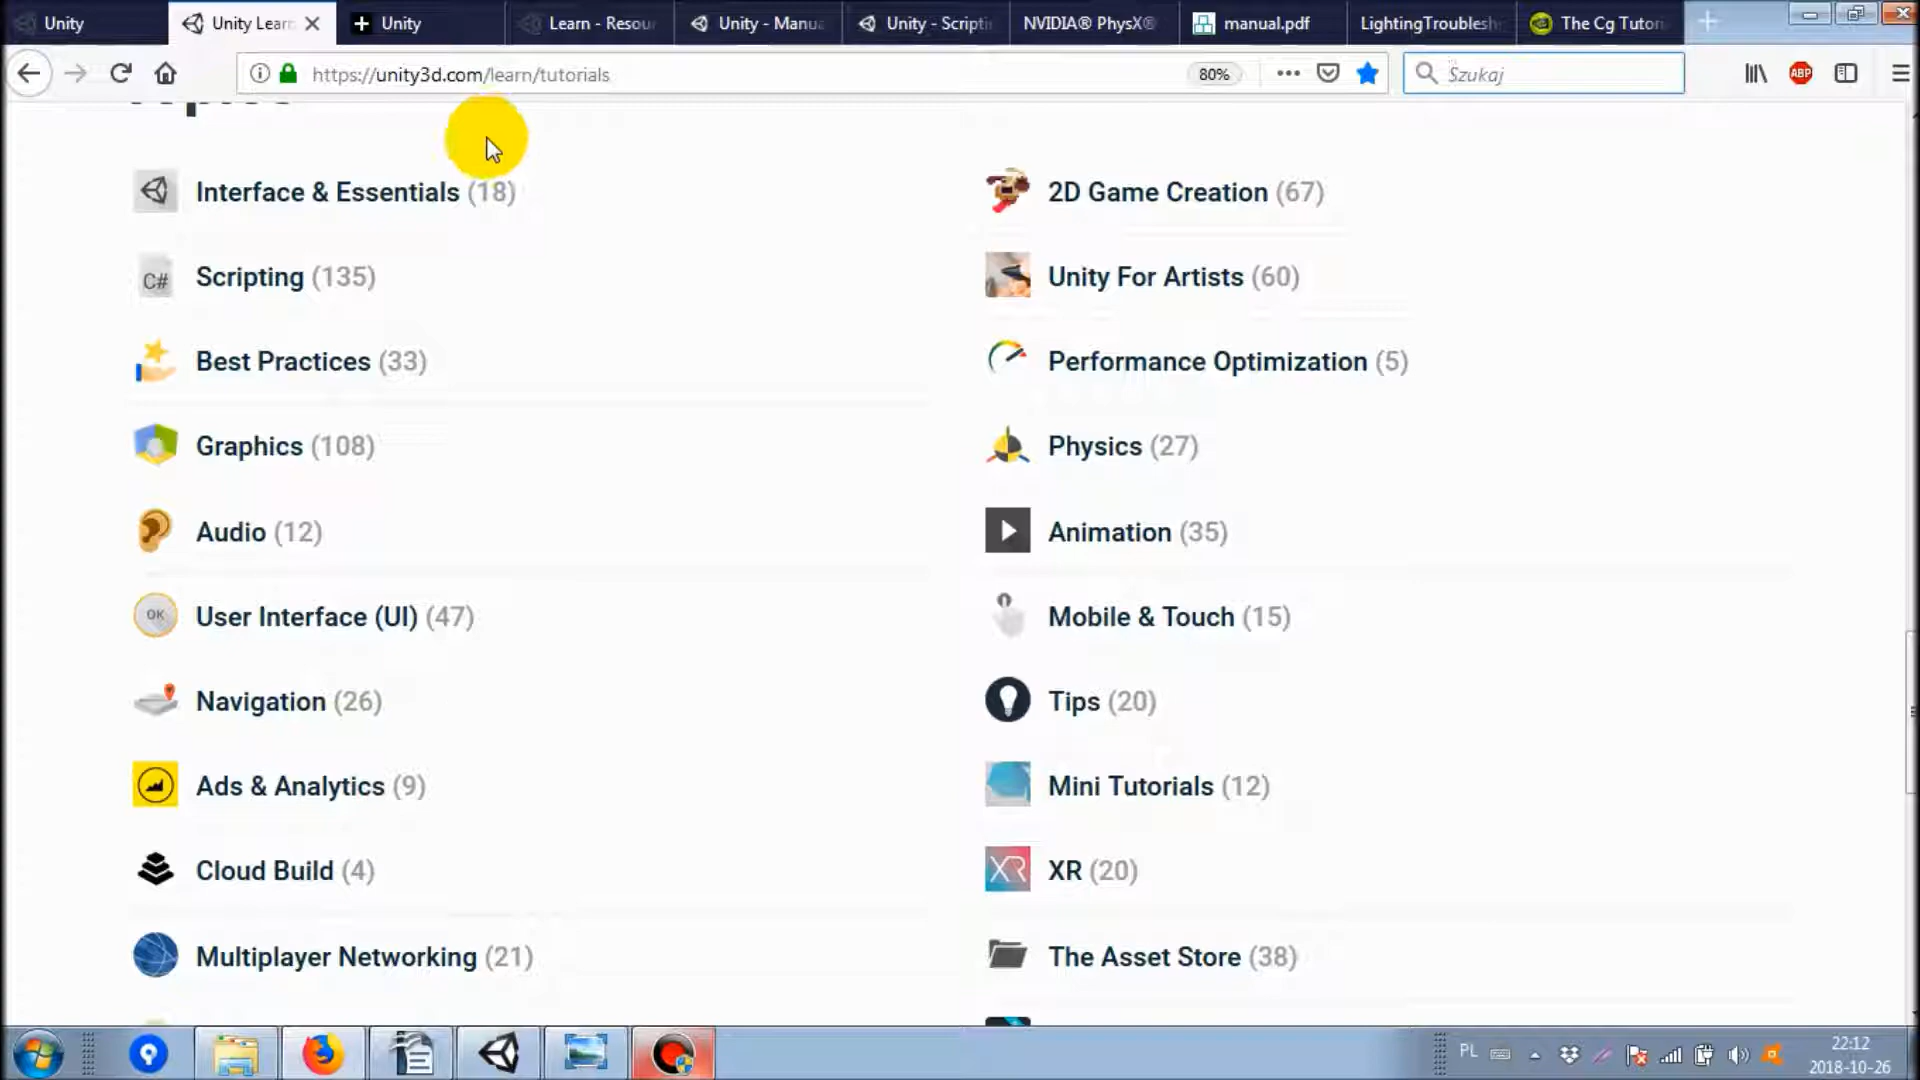 Unity
Unity Lear
Unity
Learn - Resou
Unity - Manua
Unity - Scripti
NVIDIA® PhysX®
manual.pdf
LightingTroublesh
The Cg Tutor
https://unity3d.com/learn/tutorials
80%
Szukaj
ABP
Interface & Essentials (18)
2D Game Creation (67)
C#
Scripting (135)
Unity For Artists (60)
Best Practices (33)
Performance Optimization (5)
Graphics (108)
Physics (27)
Audio (12)
Animation (35)
OK
User Interface (UI) (47)
Mobile & Touch (15)
Navigation (26)
Tips (20)
Ads & Analytics (9)
Mini Tutorials (12)
Cloud Build (4)
XR
XR (20)
Multiplayer Networking (21)
The Asset Store (38)
PL
22:12
2018-10-26